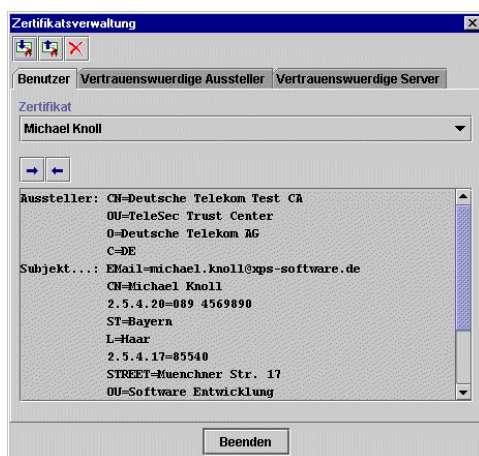 Zertifikatsverwaltung
Benutzer Vertrauenswuerdige Aussteller Vertrauenswuerdige Server
Zertifikat
Michael Knoll
Aussteller: CN=Deutsche Telekom Test CA
OU=TeleSec Trust Center
O=Deutsche Telekom AG
C=DE
Subjekt...: EMail=michael.knoll@xps-software.de
CN=Michael Knoll
2.5.4.20=089 4569890
ST=Bayern
L=Haar
2.5.4.17=85540
STREET=Muenchner Str. 17
OU=Software Entwicklung
Beenden